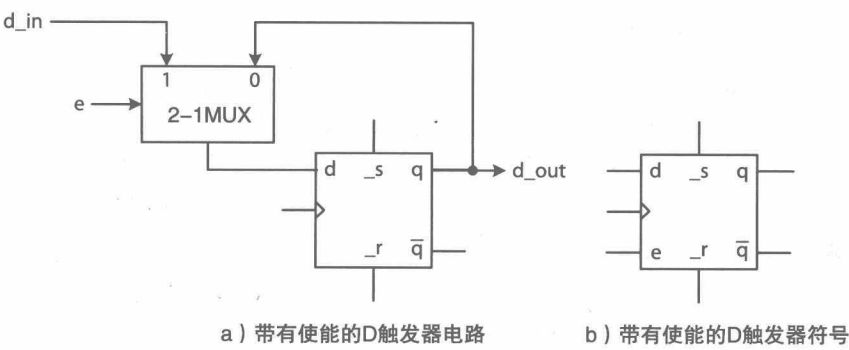 d_in
1 0
e
2-1MUX
d _s q
d_out
_r q̅
d _s q
e _r q̅
a）带有使能的D触发器电路
b）带有使能的D触发器符号